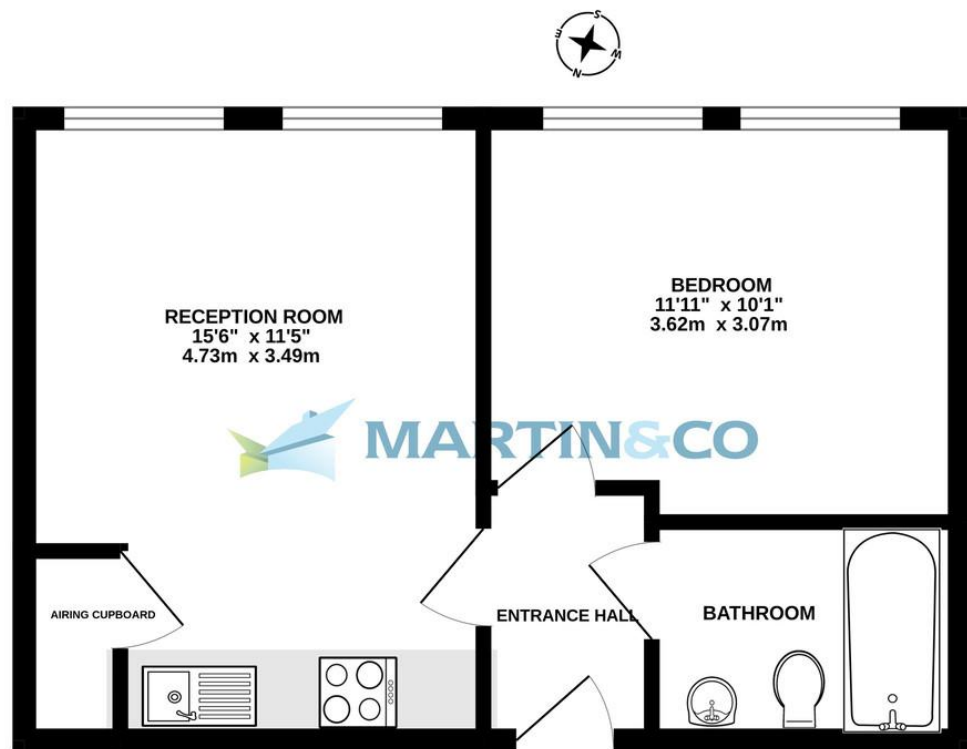 S
E
W
N
RECEPTION ROOM
15'6" x 11'5"
4.73m x 3.49m
BEDROOM
11'11" x 10'1"
3.62m x 3.07m
MARTIN&CO
AIRING CUPBOARD
ENTRANCE HALL
BATHROOM